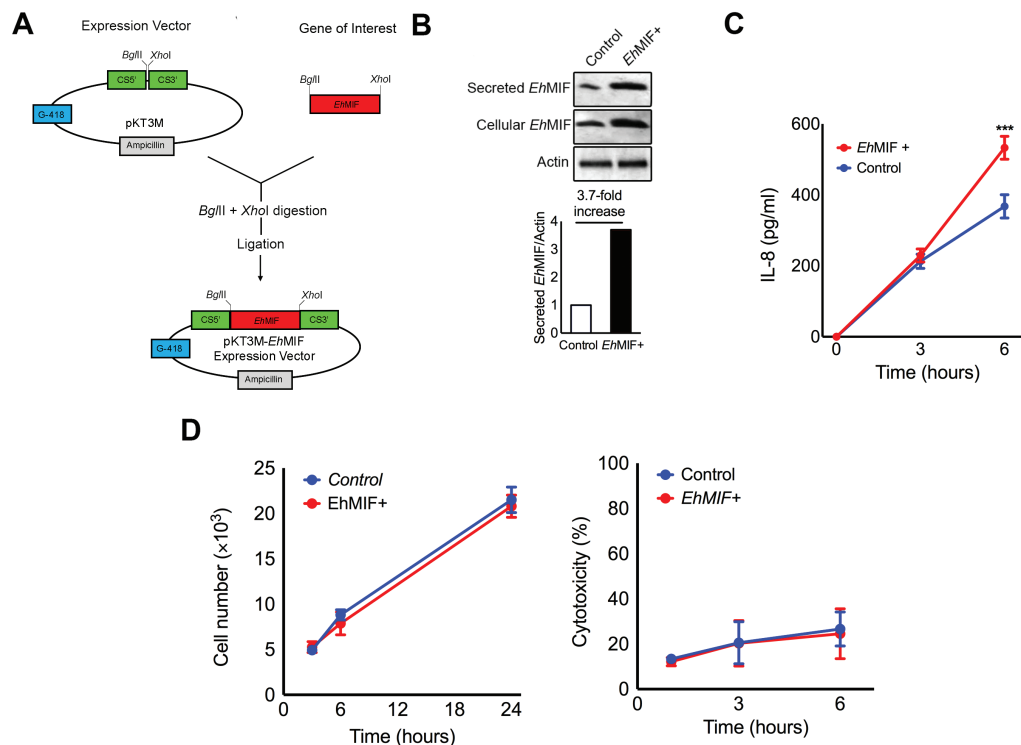 A
Expression Vector
Gene of Interest
BglII XhoI
CS5' CS3'
G-418
pKT3M
Ampicillin
BglII
XhoI
EhMIF
BglII + XhoI digestion
Ligation
BglII
XhoI
CS5' EhMIF CS3'
G-418
pKT3M-EhMIF
Expression Vector
Ampicillin
B
Control
EhMIF+
Secreted EhMIF
Cellular EhMIF
Actin
3.7-fold
increase
Secreted EhMIF/Actin
4
3
2
1
0
Control EhMIF+
C
IL-8 (pg/ml)
600
400
200
0
EhMIF +
Control
***
0 3 6
Time (hours)
D
Cell number (×10³)
25
20
15
10
5
0
Control
EhMIF+
0 6 12 18 24
Time (hours)
Cytotoxicity (%)
100
80
60
40
20
0
Control
EhMIF+
0 3 6
Time (hours)